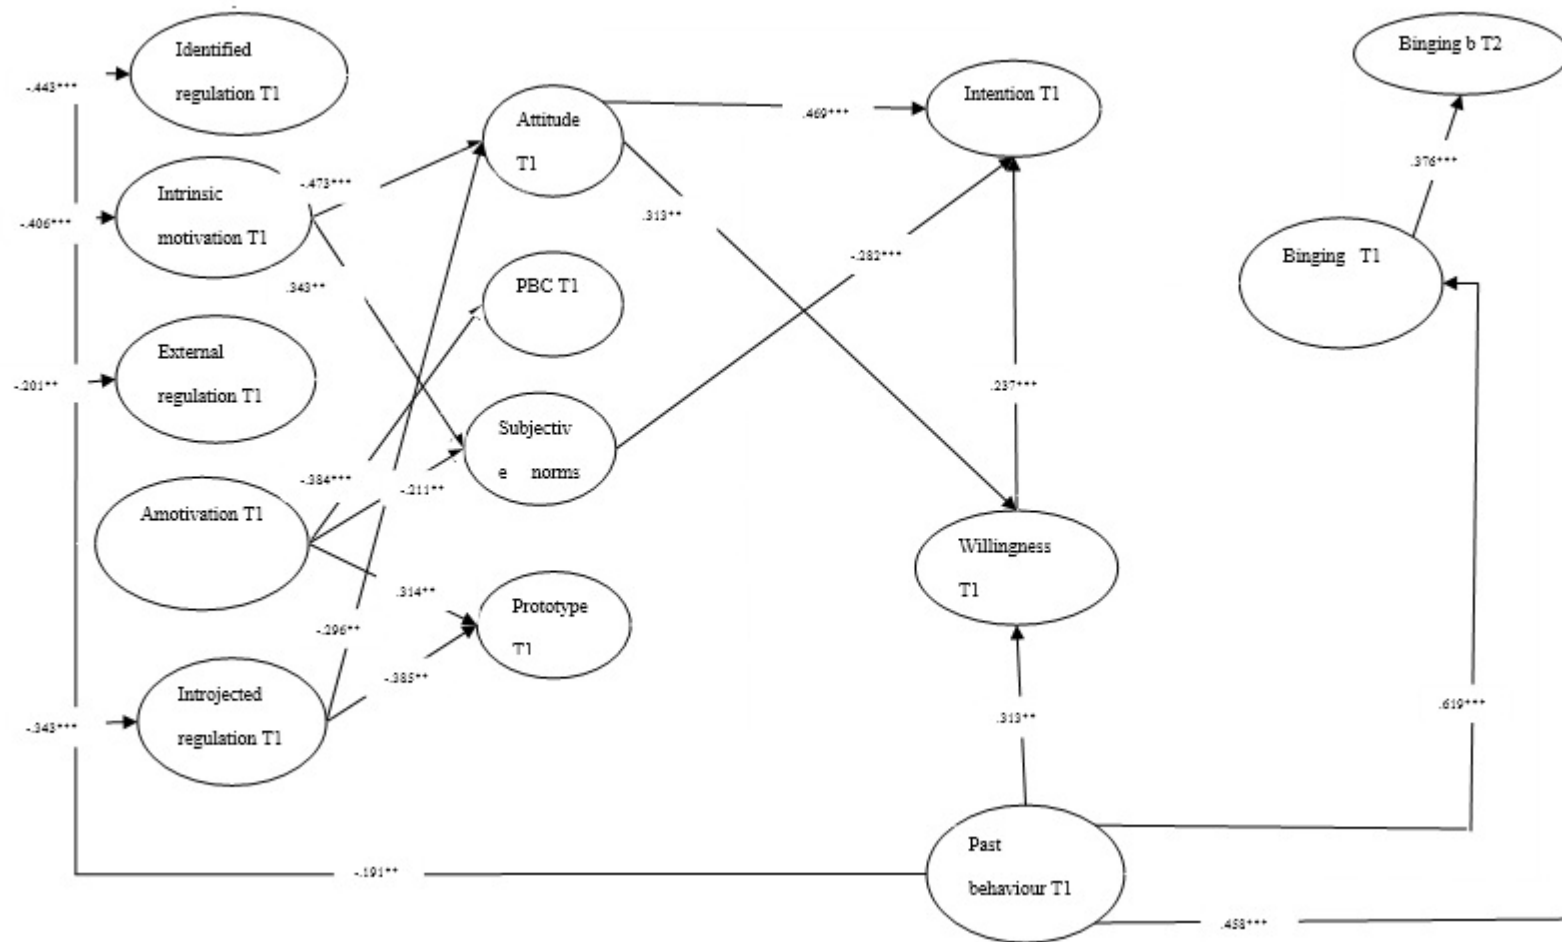 Identified
regulation T1
-.443***
Intrinsic
motivation T1
-.406***
External
regulation T1
-.201**
Amotivation T1
Introjected
regulation T1
-.343***
-.473***
.343**
-.384***
-.211**
.314**
-.296**
-.385**
Attitude
T1
PBC T1
Subjectiv
e norms
Prototype
T1
.469***
.313**
-.282***
.237***
Intention T1
Willingness
T1
.313**
Past
behaviour T1
-.191**
Binging b T2
.376***
Binging T1
.619***
.458***